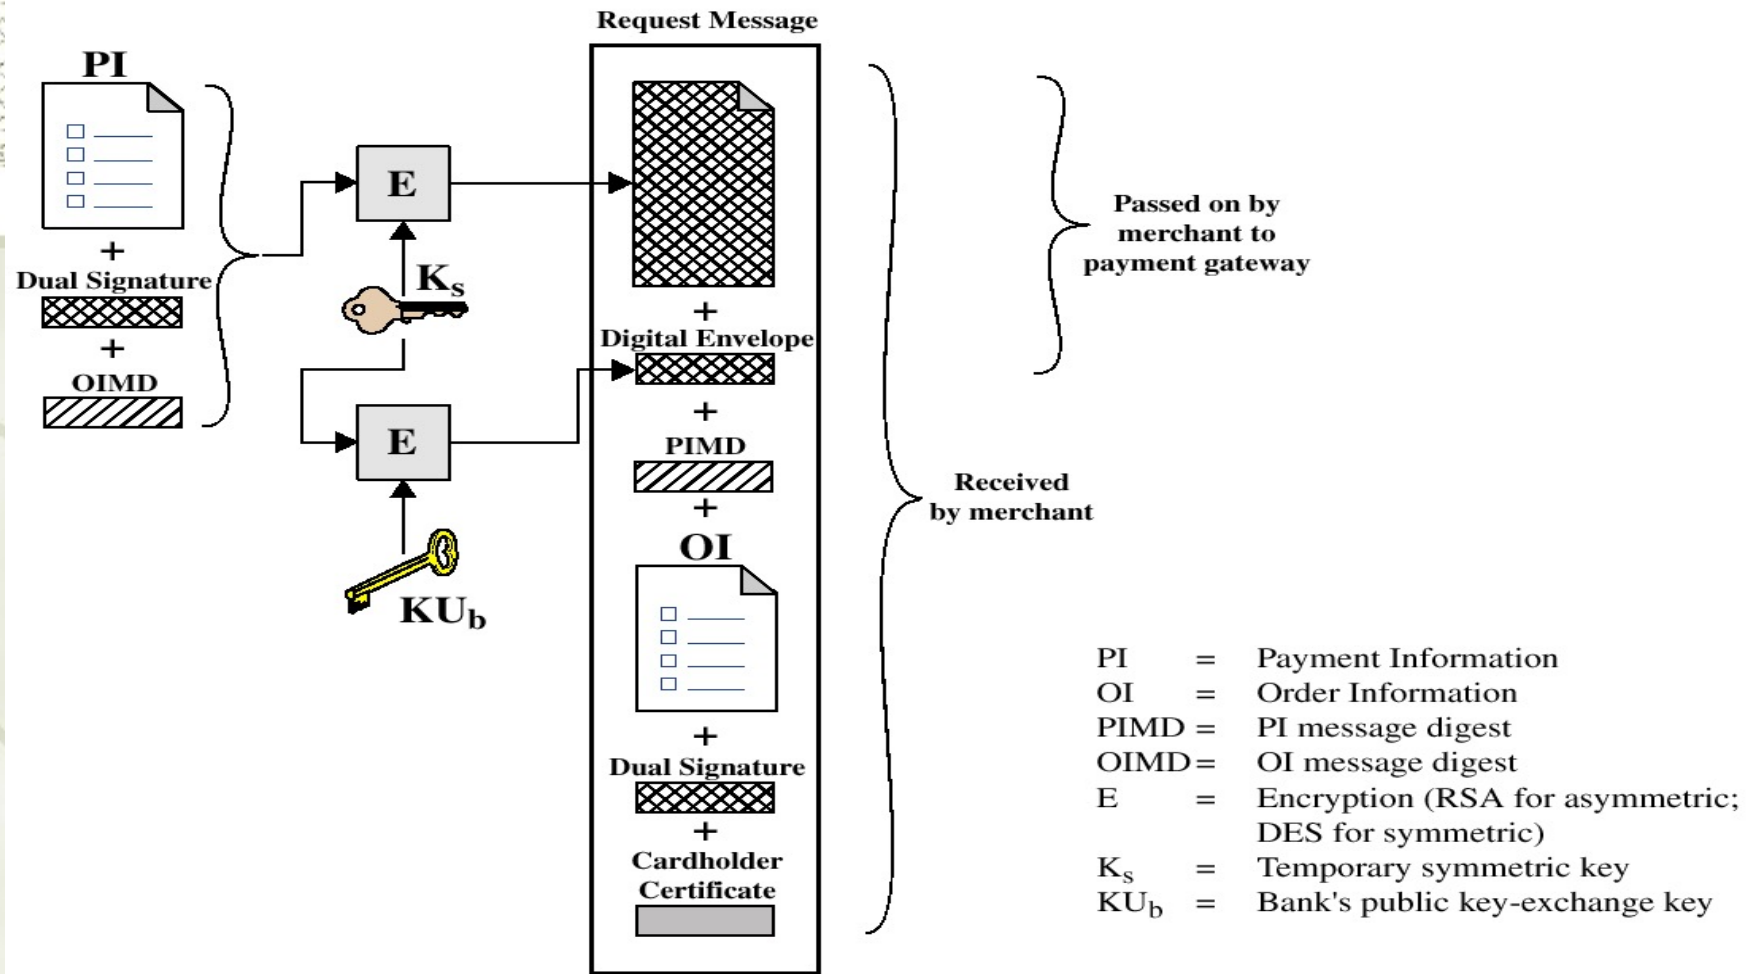 Request Message
PI
+
Dual Signature
+
OIMD
E
Ks
E
KUb
+
Digital Envelope
+
PIMD
+
OI
+
Dual Signature
+
Cardholder
Certificate
Passed on by
merchant to
payment gateway
Received
by merchant
PI = Payment Information
OI = Order Information
PIMD = PI message digest
OIMD = OI message digest
E = Encryption (RSA for asymmetric;
DES for symmetric)
Ks = Temporary symmetric key
KUb = Bank's public key-exchange key